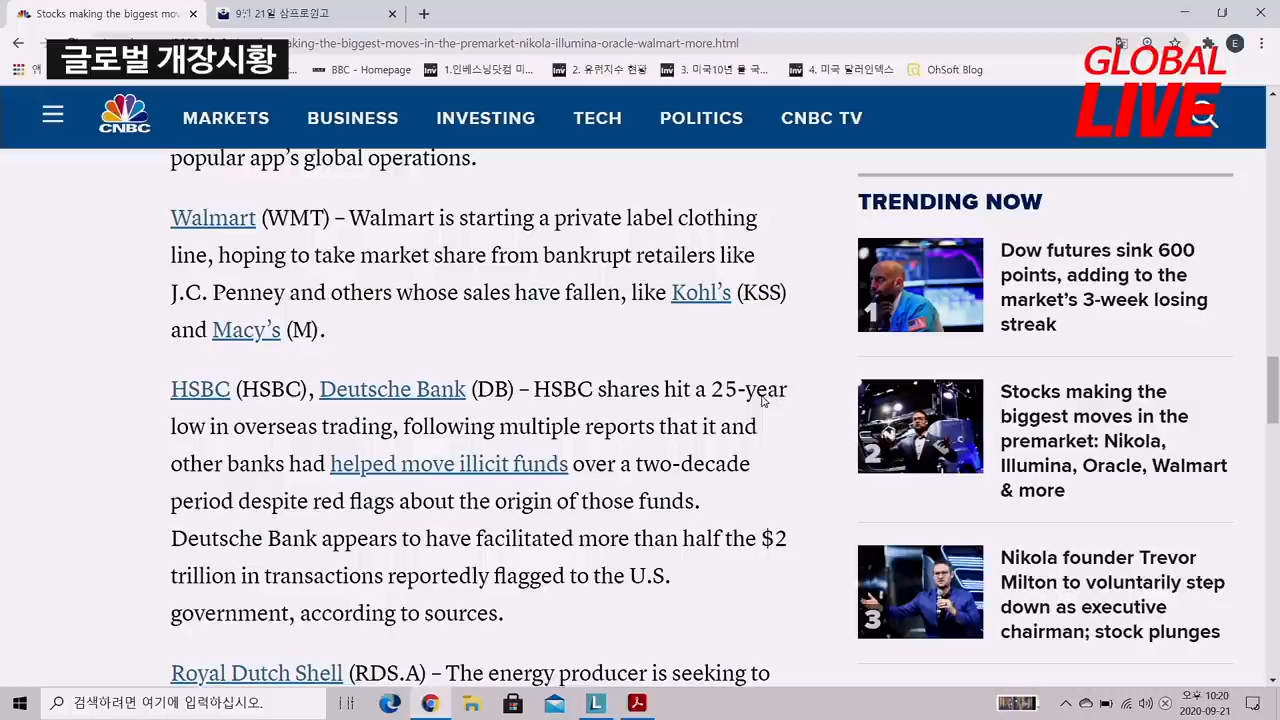 Stocks making the biggest mov
9월 21일 삼프로원고
aking-the-biggest-moves-in-the-premarket-nikola-illumina-oracle-walmart-more.html
글로벌 개장시황
GLOBAL
LIVE
BBC - Homepage
1.인베스닝닷컴 미...
2. 유럽지수 현황
3. 미국10년 물 국...
4. 미국 달러인덱스
OhSoft Blog
CNBC
MARKETS
BUSINESS
INVESTING
TECH
POLITICS
CNBC TV
popular app's global operations.
Walmart (WMT) – Walmart is starting a private label clothing
line, hoping to take market share from bankrupt retailers like
J.C. Penney and others whose sales have fallen, like Kohl's (KSS)
and Macy's (M).
HSBC (HSBC), Deutsche Bank (DB) – HSBC shares hit a 25-year
low in overseas trading, following multiple reports that it and
other banks had helped move illicit funds over a two-decade
period despite red flags about the origin of those funds.
Deutsche Bank appears to have facilitated more than half the $2
trillion in transactions reportedly flagged to the U.S.
government, according to sources.
Royal Dutch Shell (RDS.A) – The energy producer is seeking to
TRENDING NOW
1
Dow futures sink 600
points, adding to the
market's 3-week losing
streak
2
Stocks making the
biggest moves in the
premarket: Nikola,
Illumina, Oracle, Walmart
& more
3
Nikola founder Trevor
Milton to voluntarily step
down as executive
chairman; stock plunges
검색하려면 여기에 입력하십시오.
오후 10:20
2020-09-21